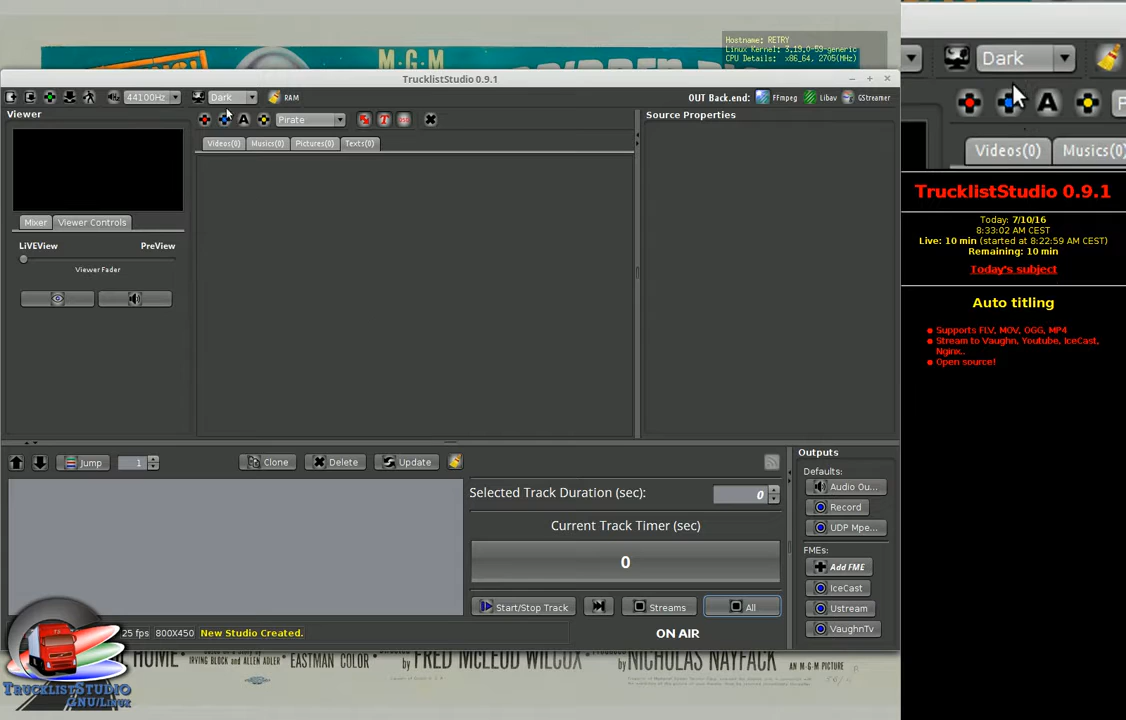 M·G·M
Hostname: RETRY
Linux Kernel: 3.19.0-59-generic
CPU Details: x86_64, 2705(MHz)
TrucklistStudio 0.9.1
44100Hz
Dark
RAM
OUT Back.end:
FFmpeg
Libav
GStreamer
Viewer
Pirate
Source Properties
Videos(0)
Musics(0)
Pictures(0)
Texts(0)
Mixer
Viewer Controls
LiVEView
PreView
Viewer Fader
Jump
1
Clone
Delete
Update
Selected Track Duration (sec):
0
Current Track Timer (sec)
0
Start/Stop Track
Streams
All
ON AIR
Outputs
Defaults:
Audio Ou...
Record
UDP Mpe...
FMEs:
Add FME
IceCast
Ustream
VaughnTv
25 fps 800X450 New Studio Created.
IRVING BLOCK and ALLEN ADLER
EASTMAN COLOR
by FRED McLEOD WILCOX
by NICHOLAS NAYFACK
AN M-G-M PICTURE
TRUCKLISTSTUDIO
GNU/LINUX
Dark
A
Videos(0)
Musics(0)
TrucklistStudio 0.9.1
Today: 7/10/16
8:33:02 AM CEST
Live: 10 min (started at 8:22:59 AM CEST)
Remaining: 10 min
Today's subject
Auto titling
Supports FLV, MOV, OGG, MP4
Stream to Vaughn, Youtube, IceCast,
Nginx..
Open source!